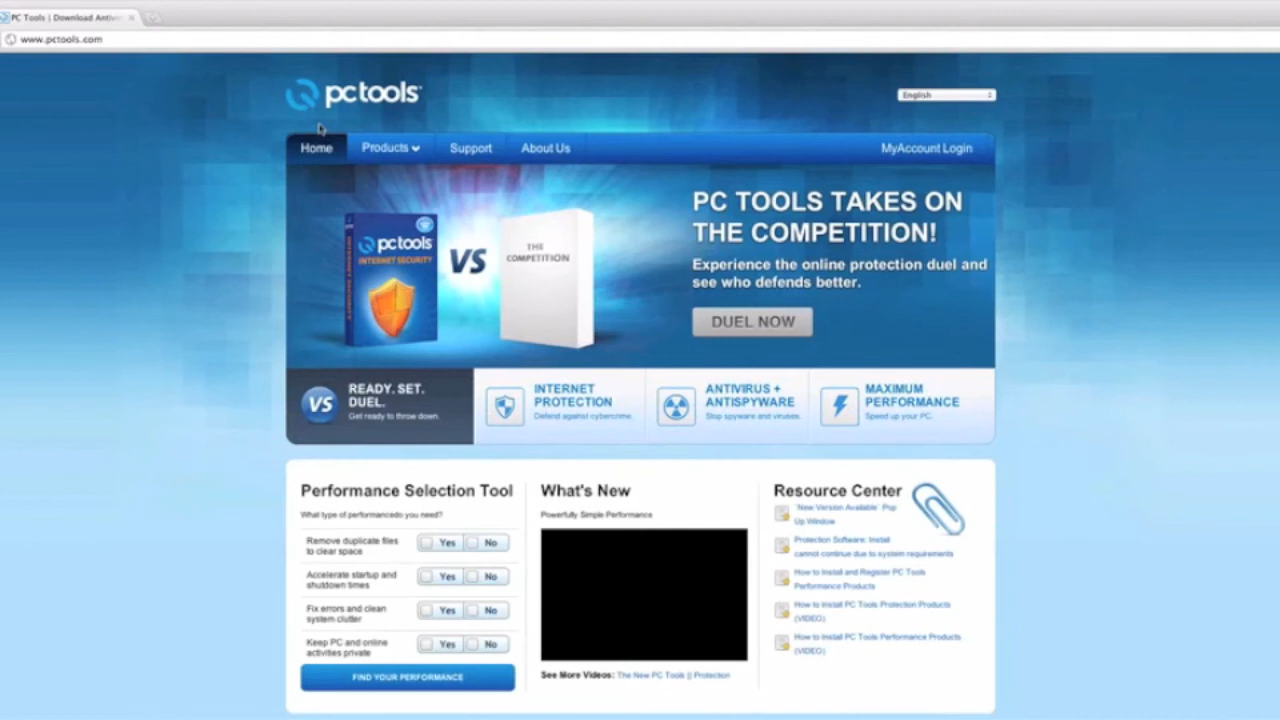 PC Tools | Download Antivir
www.pctools.com
pctools
English
Home
Products
Support
About Us
MyAccount Login
pctools
INTERNET SECURITY
INTERNET SECURITY
VS
THE
COMPETITION
PC TOOLS TAKES ON
THE COMPETITION!
Experience the online protection duel and
see who defends better.
DUEL NOW
VS
READY. SET.
DUEL.
Get ready to throw down.
INTERNET
PROTECTION
Defend against cybercrime.
ANTIVIRUS +
ANTISPYWARE
Stop spyware and viruses.
MAXIMUM
PERFORMANCE
Speed up your PC.
Performance Selection Tool
What type of performancedo you need?
Remove duplicate files
to clear space
Yes No
Accelerate startup and
shutdown times
Yes No
Fix errors and clean
system clutter
Yes No
Keep PC and online
activities private
Yes No
FIND YOUR PERFORMANCE
What's New
Powerfully Simple Performance
See More Videos: The New PC Tools || Protection
Resource Center
'New Version Available' Pop
Up Window
Protection Software: Install
cannot continue due to system requirements
How to Install and Register PC Tools
Performance Products
How to Install PC Tools Protection Products
(VIDEO)
How to Install PC Tools Performance Products
(VIDEO)